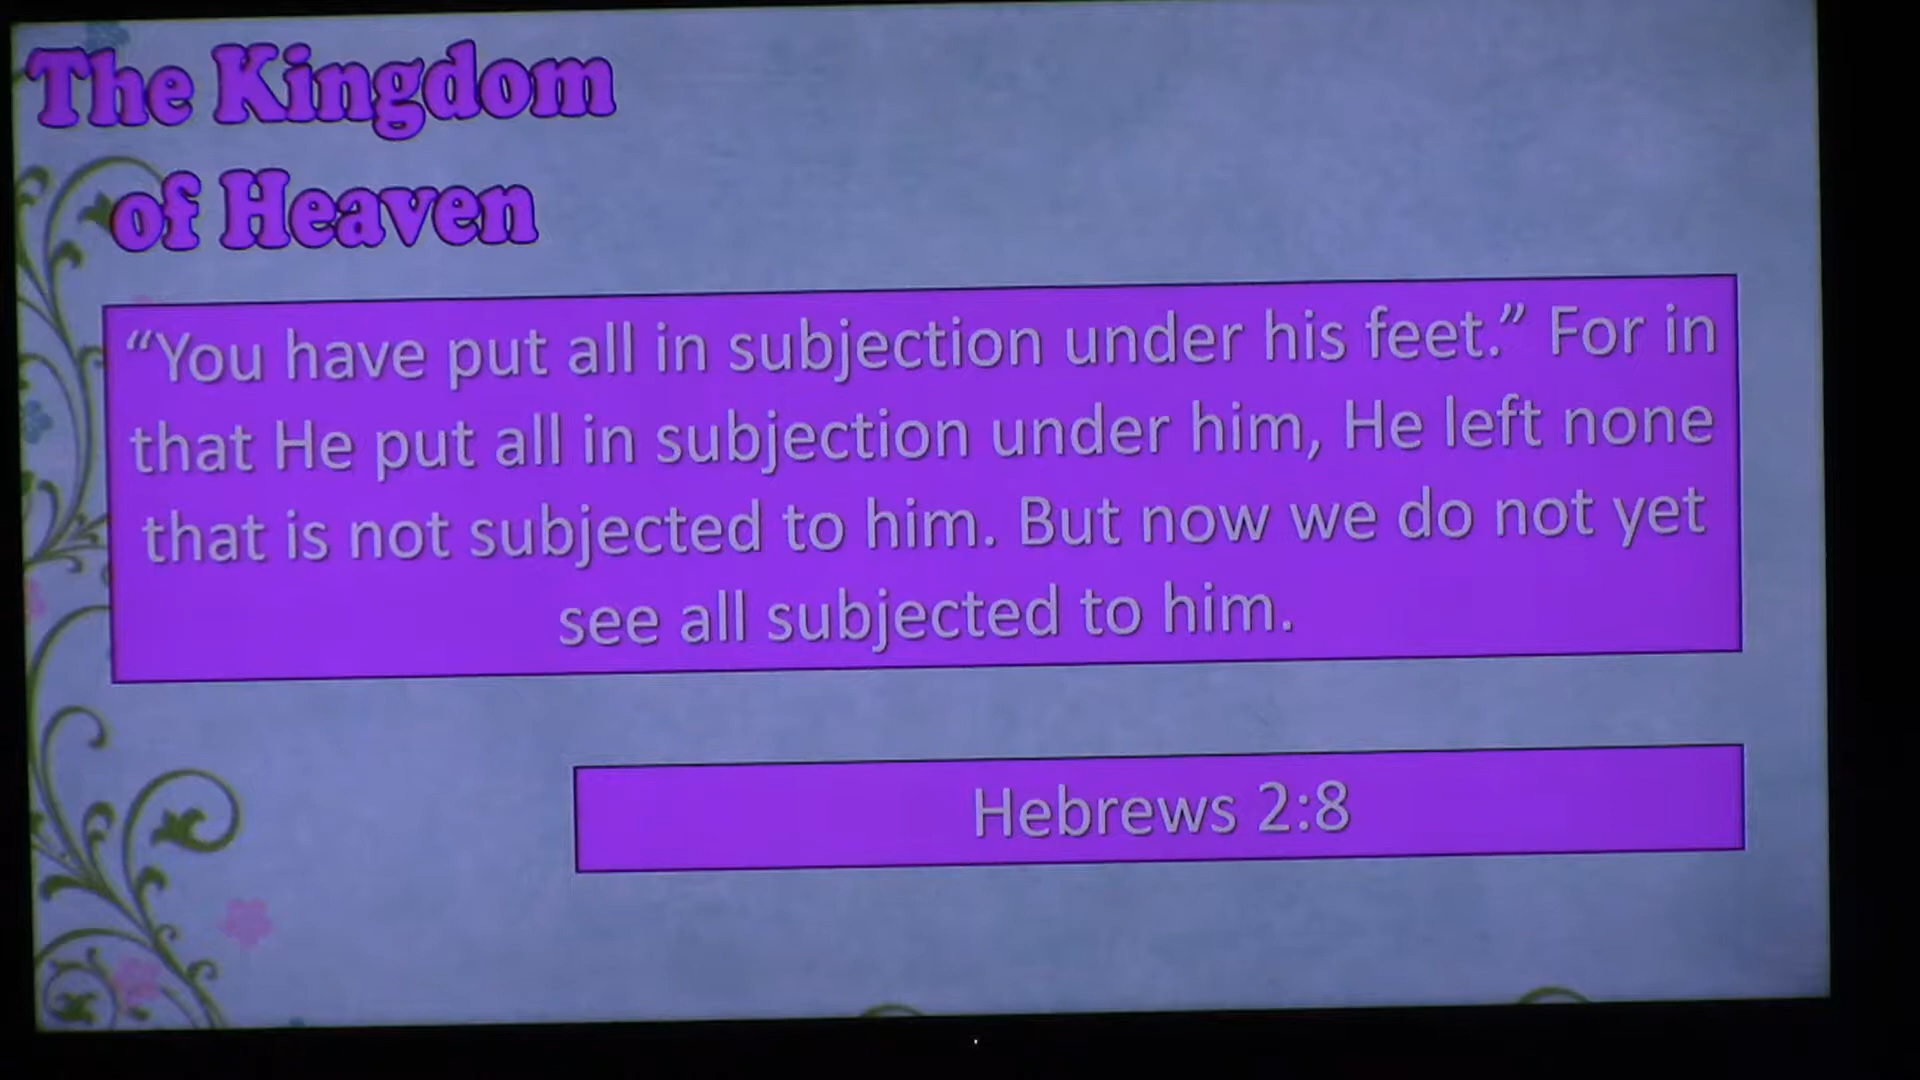 The Kingdom
of Heaven
“You have put all in subjection under his feet.” For in
that He put all in subjection under him, He left none
that is not subjected to him. But now we do not yet
see all subjected to him.
Hebrews 2:8